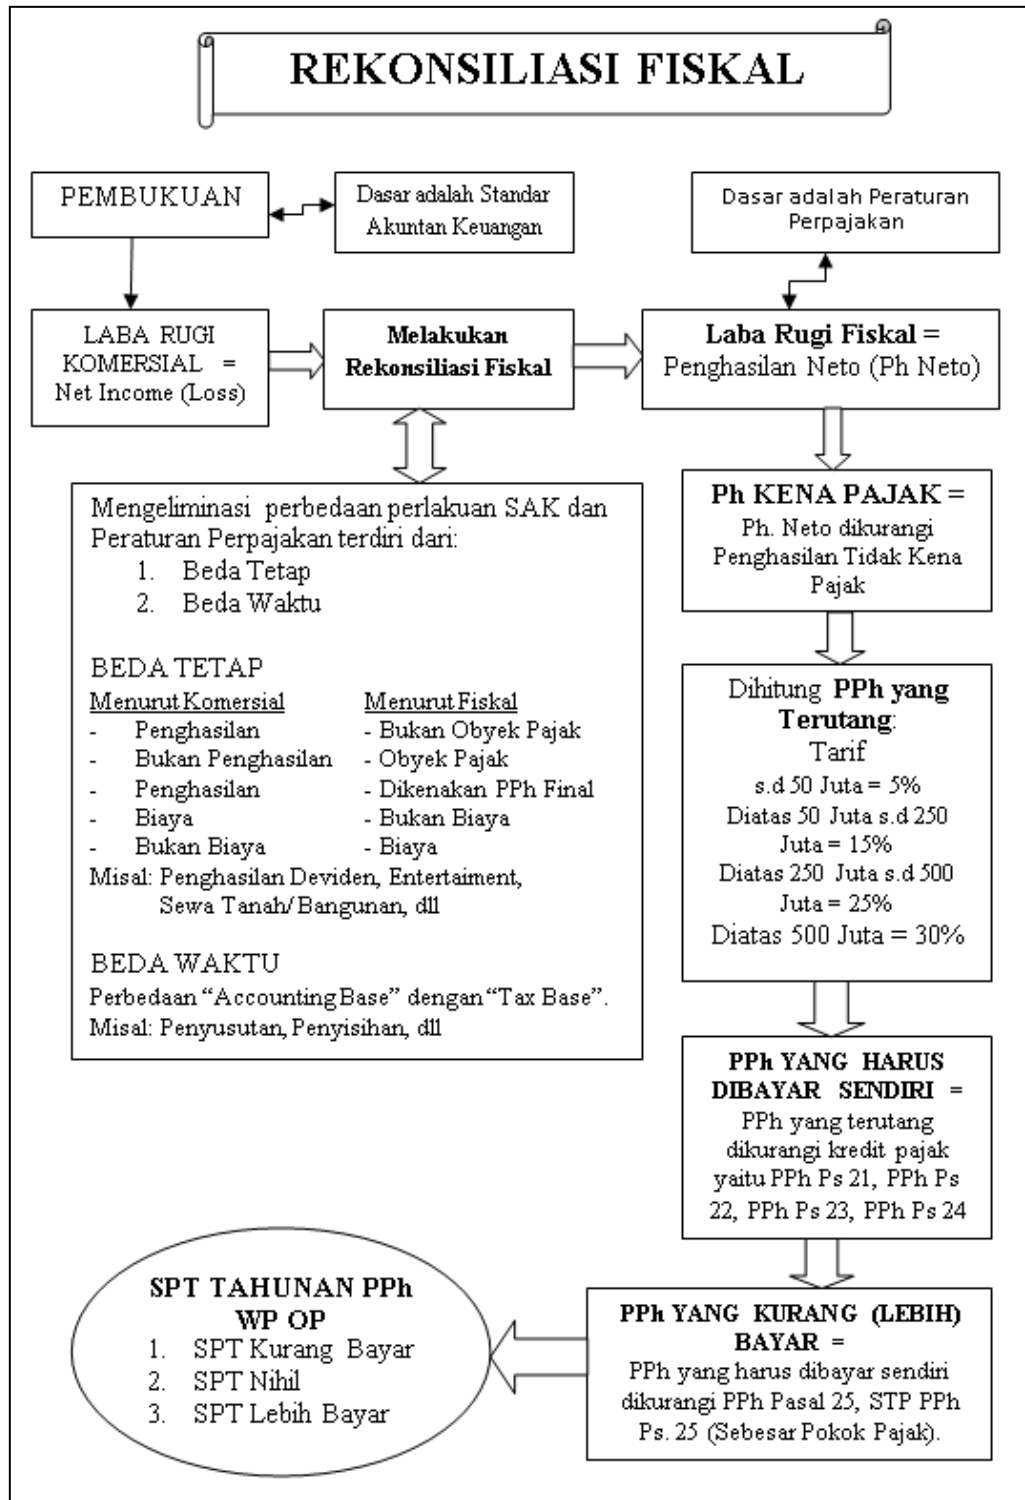 REKONSILIASI FISKAL
PEMBUKUAN
Dasar adalah Standar
Akuntan Keuangan
Dasar adalah Peraturan
Perpajakan
LABA RUGI
KOMERSIAL =
Net Income (Loss)
Melakukan
Rekonsiliasi Fiskal
Laba Rugi Fiskal =
Penghasilan Neto (Ph Neto)
Mengeliminasi perbedaan perlakuan SAK dan
Peraturan Perpajakan terdiri dari:
1. Beda Tetap
2. Beda Waktu
BEDA TETAP
Menurut Komersial Menurut Fiskal
- Penghasilan - Bukan Obyek Pajak
- Bukan Penghasilan - Obyek Pajak
- Penghasilan - Dikenakan PPh Final
- Biaya - Bukan Biaya
- Bukan Biaya - Biaya
Misal: Penghasilan Deviden, Entertaiment,
Sewa Tanah/Bangunan, dll
BEDA WAKTU
Perbedaan “Accounting Base” dengan “Tax Base”.
Misal: Penyusutan, Penyisihan, dll
Ph KENA PAJAK =
Ph. Neto dikurangi
Penghasilan Tidak Kena
Pajak
Dihitung PPh yang
Terutang:
Tarif
s.d 50 Juta = 5%
Diatas 50 Juta s.d 250
Juta = 15%
Diatas 250 Juta s.d 500
Juta = 25%
Diatas 500 Juta = 30%
PPh YANG HARUS
DIBAYAR SENDIRI =
PPh yang terutang
dikurangi kredit pajak
yaitu PPh Ps 21, PPh Ps
22, PPh Ps 23, PPh Ps 24
PPh YANG KURANG (LEBIH)
BAYAR =
PPh yang harus dibayar sendiri
dikurangi PPh Pasal 25, STP PPh
Ps. 25 (Sebesar Pokok Pajak).
SPT TAHUNAN PPh
WP OP
1. SPT Kurang Bayar
2. SPT Nihil
3. SPT Lebih Bayar